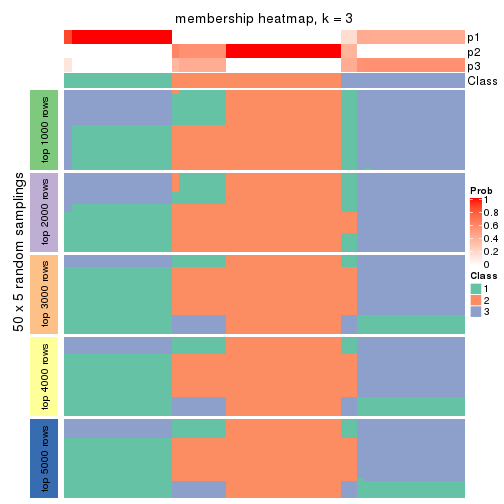 membership heatmap, k = 3
p1
p2
p3
Class
50 x 5 random samplings
top 1000 rows
top 2000 rows
top 3000 rows
top 4000 rows
top 5000 rows
Prob
1
0.8
0.6
0.4
0.2
0
Class
1
2
3